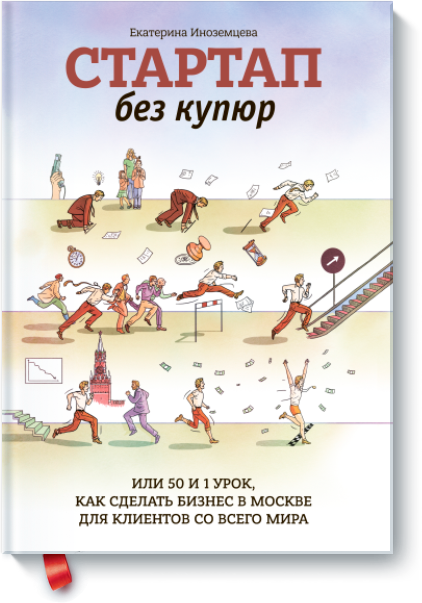 Екатерина Иноземцева
СТАРТАП
без купюр
ИЛИ 50 И 1 УРОК,
КАК СДЕЛАТЬ БИЗНЕС В МОСКВЕ
ДЛЯ КЛИЕНТОВ СО ВСЕГО МИРА